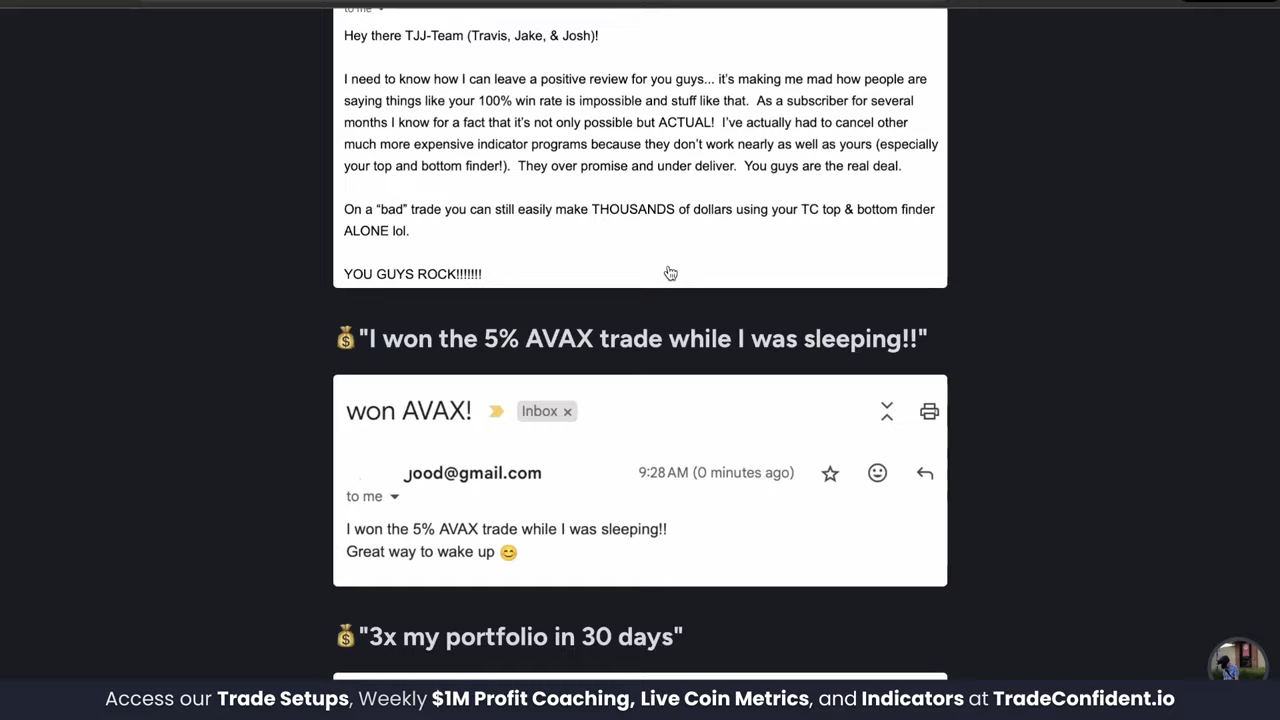 to me
Hey there TJJ-Team (Travis, Jake, & Josh)!
I need to know how I can leave a positive review for you guys... it's making me mad how people are
saying things like your 100% win rate is impossible and stuff like that.  As a subscriber for several
months I know for a fact that it's not only possible but ACTUAL!  I've actually had to cancel other
much more expensive indicator programs because they don't work nearly as well as yours (especially
your top and bottom finder!).  They over promise and under deliver.  You guys are the real deal.
On a “bad” trade you can still easily make THOUSANDS of dollars using your TC top & bottom finder
ALONE lol.
YOU GUYS ROCK!!!!!!!
💰"I won the 5% AVAX trade while I was sleeping!!"
won AVAX! Inbox ×
ood@gmail.com 9:28 AM (0 minutes ago)
to me
I won the 5% AVAX trade while I was sleeping!!
Great way to wake up 😊
💰"3x my portfolio in 30 days"
Access our Trade Setups, Weekly $1M Profit Coaching, Live Coin Metrics, and Indicators at TradeConfident.io